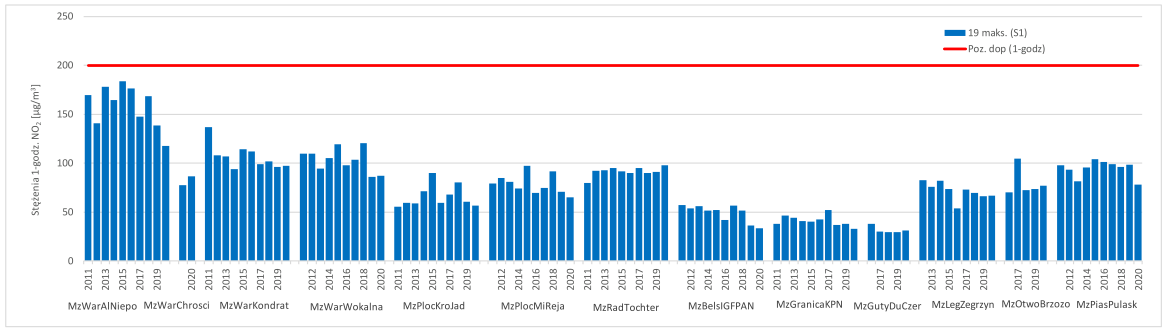 250
19 maks. (S1)
Poz. dop (1-godz)
200
150
100
50
0
Stężenia 1-godz. NO₂ [µg/m³]
2011 2013 2015 2017 2019 2020 2011 2013 2015 2017 2019 2012 2014 2016 2018 2020 2011 2013 2015 2017 2019 2012 2014 2016 2018 2020 2011 2013 2015 2017 2019 2012 2014 2016 2018 2020 2011 2013 2015 2017 2019 2017 2019 2013 2015 2017 2019 2017 2019 2012 2014 2016 2018 2020
MzWarAlNiepo MzWarChrosci MzWarKondrat MzWarWokalna MzPlocKroJad MzPlocMiReja MzRadTochter MzBelsIGFPAN MzGranicaKPN MzGutyDuCzer MzLegZegrzyn MzOtwoBrzozo MzPiasPulask